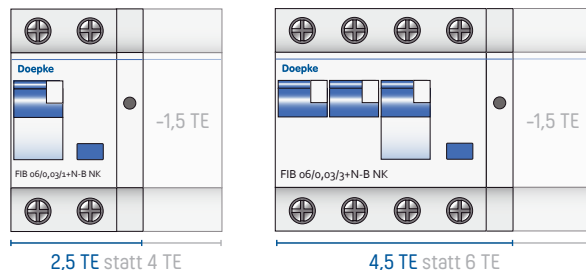 Doepke
-1,5 TE
FIB 06/0,03/1+N-B NK
2,5 TE statt 4 TE
Doepke
-1,5 TE
FIB 06/0,03/3+N-B NK
4,5 TE statt 6 TE